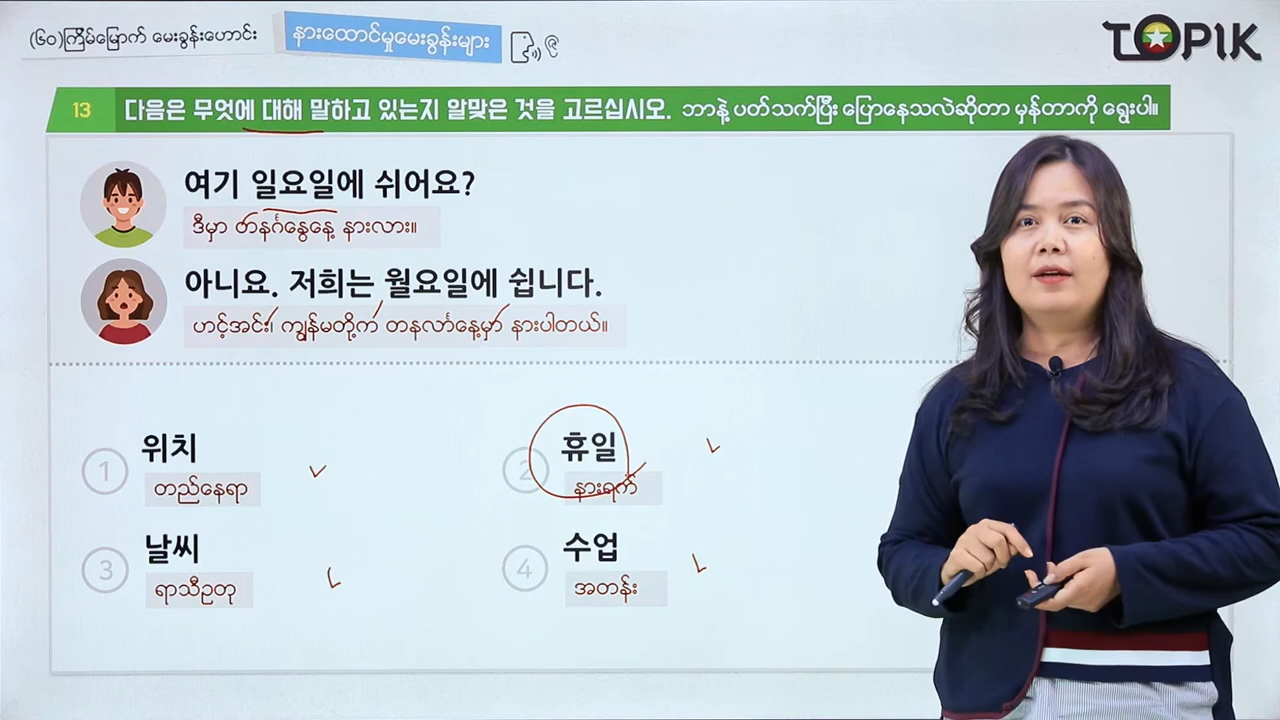 (၆၀)ကြိမ်မြောက် မေးခွန်းဟောင်း
နားထောင်မှုမေးခွန်းများ
TOPIK
13 다음은 무엇에 대해 말하고 있는지 알맞은 것을 고르십시오. ဘာနဲ့ ပတ်သက်ပြီး ပြောနေသလဲဆိုတာ မှန်တာကို ရွေးပါ။
여기 일요일에 쉬어요?
ဒီမှာ တနင်္ဂနွေနေ့ နားလား။
아니요. 저희는 월요일에 쉽니다.
ဟင့်အင်း၊ ကျွန်မတို့က တနင်္လာနေ့မှာ နားပါတယ်။
1 위치
တည်နေရာ
2 휴일
နားရက်
3 날씨
ရာသီဥတု
4 수업
အတန်း